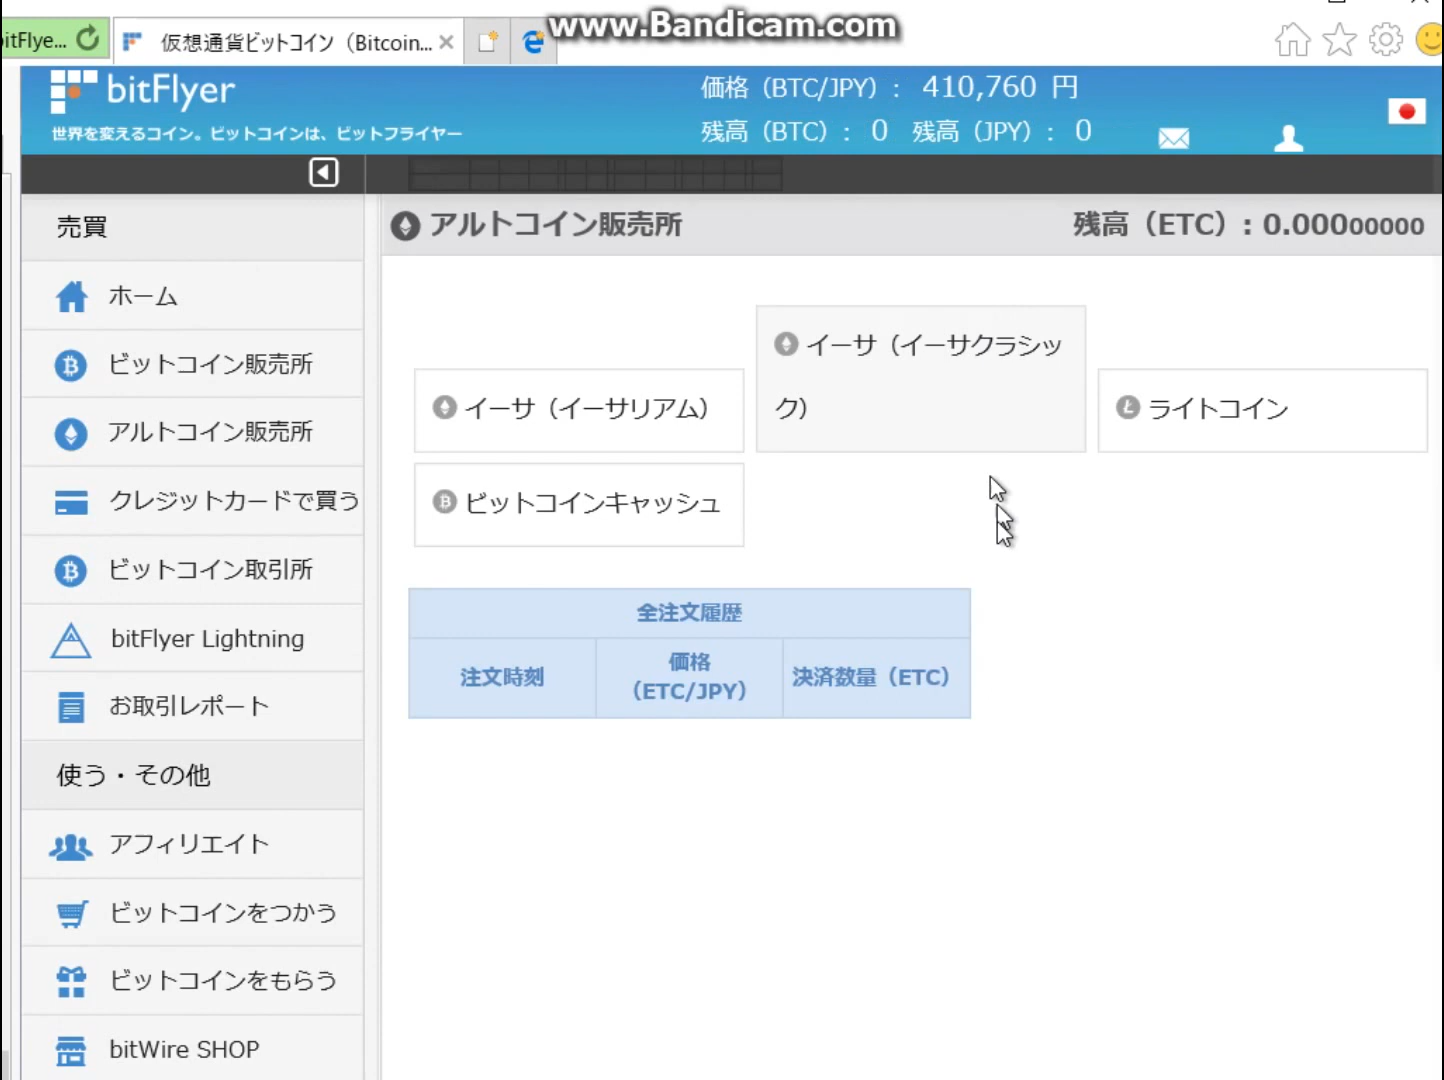 www.Bandicam.com
itFlye...
仮想通貨ビットコイン（Bitcoin...
bitFlyer
世界を変えるコイン。ビットコインは、ビットフライヤー
価格（BTC/JPY）： 410,760 円
残高（BTC）： 0 残高（JPY）： 0
売買
ホーム
ビットコイン販売所
アルトコイン販売所
クレジットカードで買う
ビットコイン取引所
bitFlyer Lightning
お取引レポート
使う・その他
アフィリエイト
ビットコインをつかう
ビットコインをもらう
bitWire SHOP
アルトコイン販売所
残高（ETC）: 0.00000000
イーサ（イーサリアム）
イーサ（イーサクラシッ
ク）
ライトコイン
ビットコインキャッシュ
全注文履歴
注文時刻
価格
（ETC/JPY）
決済数量（ETC）